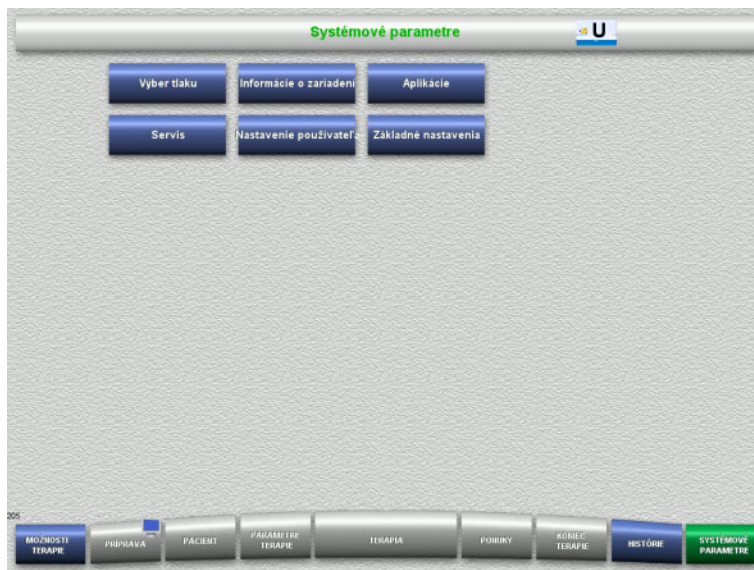 Systémové parametre
U
Výber tlaku
Informácie o zariadení
Aplikácie
Servis
Nastavenie používateľa
Základné nastavenia
205
MOŽNOSTI
TERAPIE
PRÍPRAVA
PACIENT
PARAMETRE
TERAPIE
TERAPIA
PONUKY
KONIEC
TERAPIE
HISTÓRIE
SYSTÉMOVÉ
PARAMETRE